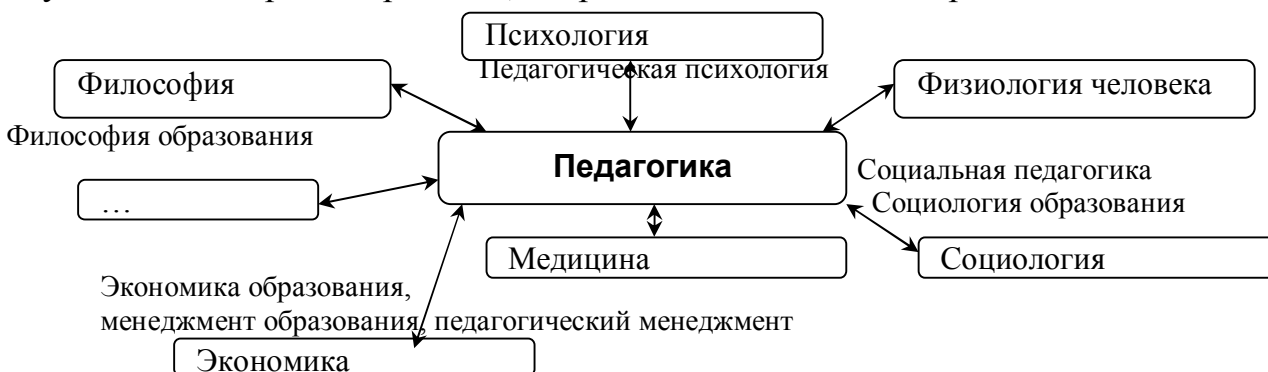 Психология
Педагогическая психология
Философия
Физиология человека
Философия образования
Педагогика
Социальная педагогика
Социология образования
…
Медицина
Социология
Экономика образования,
менеджмент образования, педагогический менеджмент
Экономика